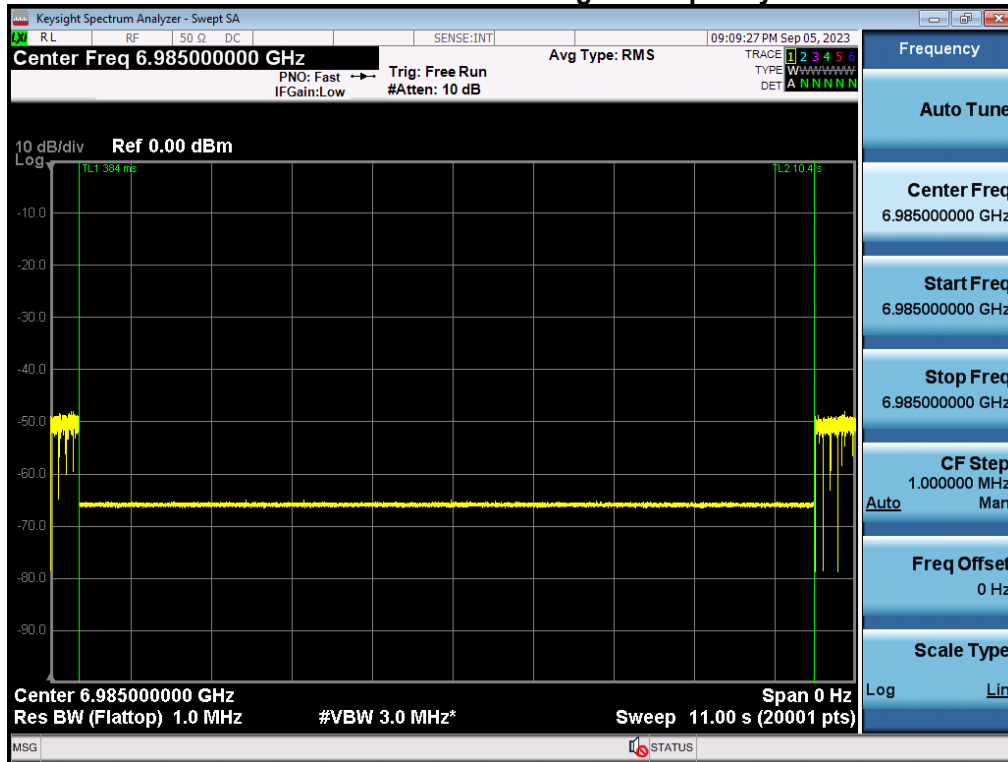 Keysight Spectrum Analyzer - Swept SA
LXI RL RF 50 Ω DC SENSE:INT 09:09:27 PM Sep 05, 2023
Center Freq 6.985000000 GHz
PNO: Fast
IFGain:Low
Trig: Free Run
#Atten: 10 dB
Avg Type: RMS
TRACE 1 2 3 4 5 6
TYPE WWWWWW
DET A N N N N N
10 dB/div Ref 0.00 dBm
Log
TL1 384 ms
TL2 10.4 s
-10.0
-20.0
-30.0
-40.0
-50.0
-60.0
-70.0
-80.0
-90.0
Center 6.985000000 GHz Span 0 Hz
Res BW (Flattop) 1.0 MHz #VBW 3.0 MHz* Sweep 11.00 s (20001 pts)
MSG STATUS
Frequency
Auto Tune
Center Freq
6.985000000 GHz
Start Freq
6.985000000 GHz
Stop Freq
6.985000000 GHz
CF Step
1.000000 MHz
Auto Man
Freq Offset
0 Hz
Scale Type
Log Lin